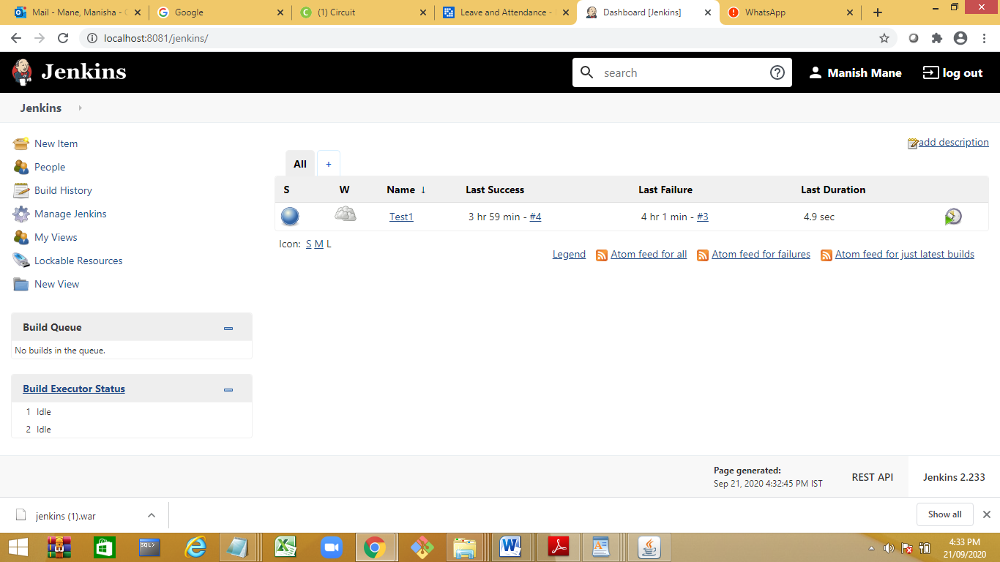 Mail - Mane, Manisha - 
Google
(1) Circuit
Leave and Attendance -
Dashboard [Jenkins]
WhatsApp
localhost:8081/jenkins/
Jenkins
search
Manish Mane
log out
Jenkins
New Item
People
Build History
Manage Jenkins
My Views
Lockable Resources
New View
Build Queue
No builds in the queue.
Build Executor Status
1 Idle
2 Idle
add description
All +
S W Name ↓ Last Success Last Failure Last Duration
Test1 3 hr 59 min - #4 4 hr 1 min - #3 4.9 sec
Icon: S M L
Legend Atom feed for all Atom feed for failures Atom feed for just latest builds
Page generated:
Sep 21, 2020 4:32:45 PM IST
REST API
Jenkins 2.233
jenkins (1).war
Show all
SQL>
4:33 PM
21/09/2020